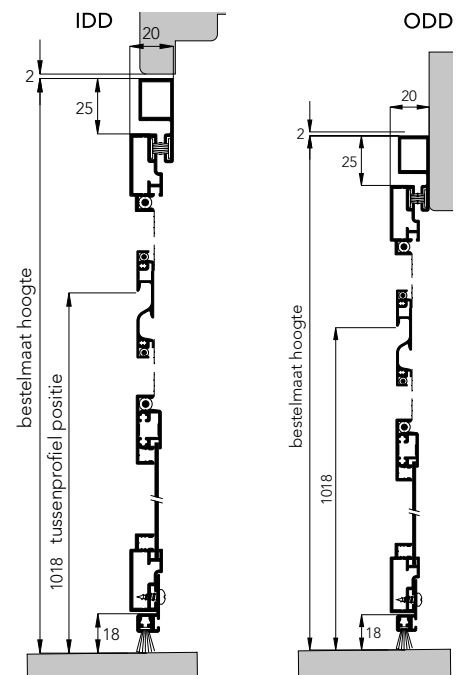 IDD
20
2
25
bestelmaat hoogte
1018 tussenprofiel positie
18
ODD
20
2
25
bestelmaat hoogte
1018
18